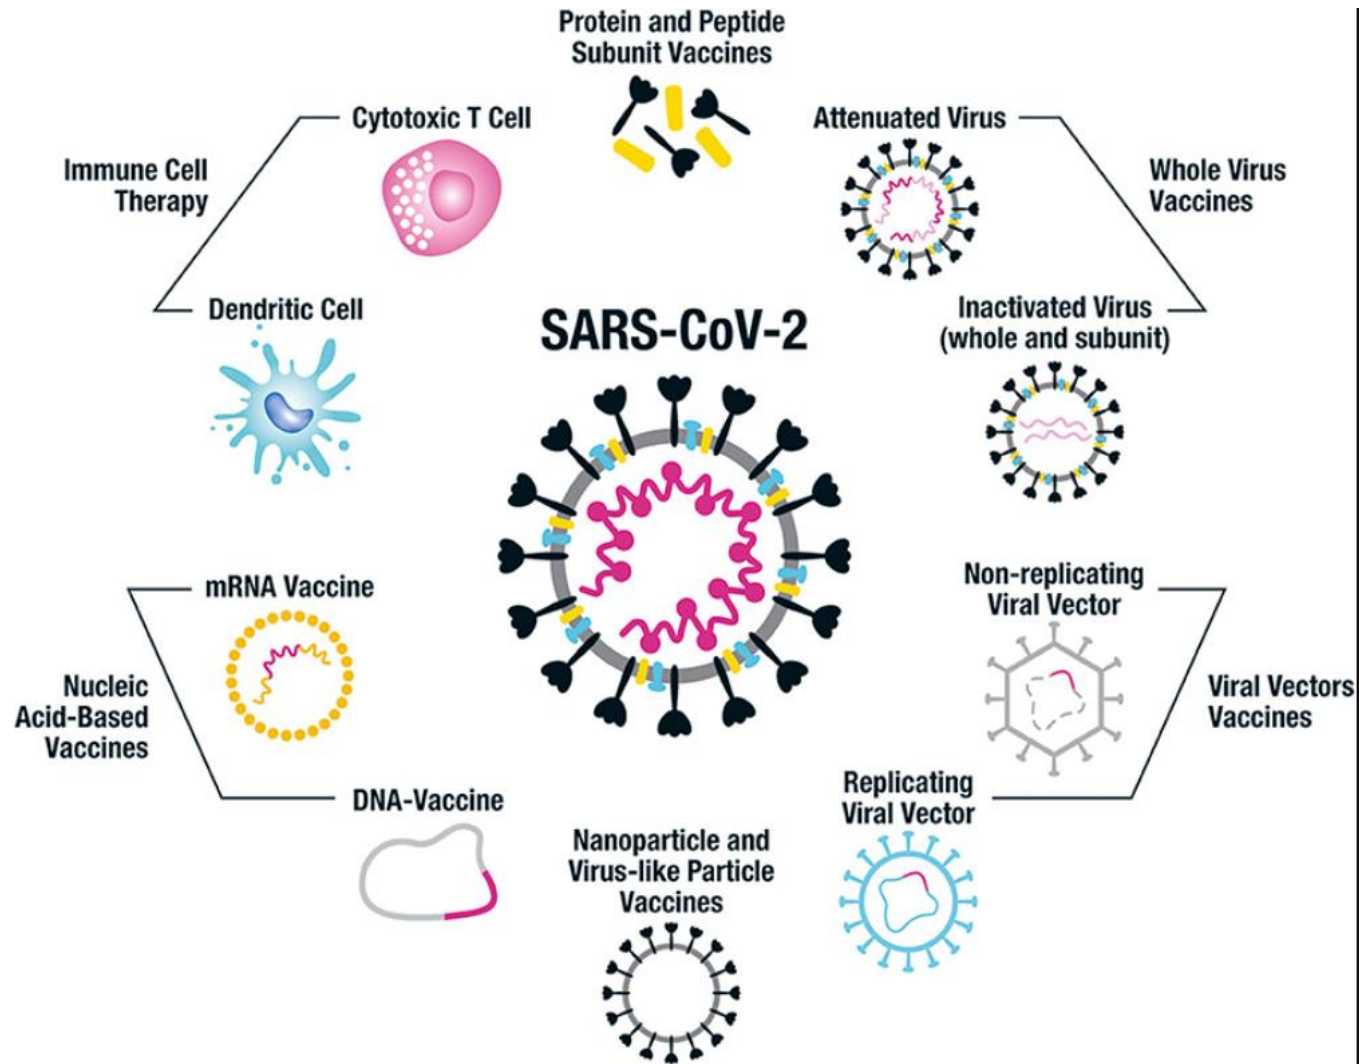 Protein and Peptide
Subunit Vaccines
Cytotoxic T Cell
Attenuated Virus
Immune Cell
Therapy
Whole Virus
Vaccines
Dendritic Cell
Inactivated Virus
(whole and subunit)
SARS-CoV-2
mRNA Vaccine
Non-replicating
Viral Vector
Nucleic
Acid-Based
Vaccines
Viral Vectors
Vaccines
DNA-Vaccine
Replicating
Viral Vector
Nanoparticle and
Virus-like Particle
Vaccines